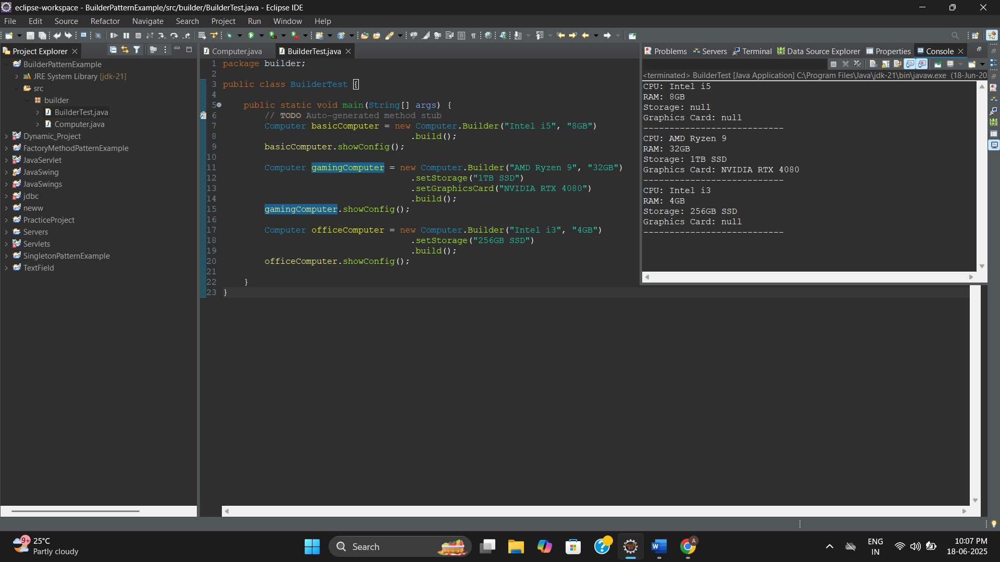 eclipse-workspace - BuilderPatternExample/src/builder/BuilderTest.java - Eclipse IDE
File Edit Source Refactor Navigate Search Project Run Window Help
Project Explorer
BuilderPatternExample
JRE System Library [jdk-21]
src
builder
BuilderTest.java
Computer.java
Dynamic_Project
FactoryMethodPatternExample
JavaServlet
JavaSwing
JavaSwings
jdbc
neww
PracticeProject
Servers
Servlets
SingletonPatternExample
TextField
Computer.java BuilderTest.java
1 package builder;
2
3 public class BuilderTest {
4
5 public static void main(String[] args) {
6 // TODO Auto-generated method stub
7 Computer basicComputer = new Computer.Builder("Intel i5", "8GB")
8 .build();
9 basicComputer.showConfig();
10
11 Computer gamingComputer = new Computer.Builder("AMD Ryzen 9", "32GB")
12 .setStorage("1TB SSD")
13 .setGraphicsCard("NVIDIA RTX 4080")
14 .build();
15 gamingComputer.showConfig();
16
17 Computer officeComputer = new Computer.Builder("Intel i3", "4GB")
18 .setStorage("256GB SSD")
19 .build();
20 officeComputer.showConfig();
21
22 }
23 }
Problems Servers Terminal Data Source Explorer Properties Console
<terminated> BuilderTest [Java Application] C:\Program Files\Java\jdk-21\bin\javaw.exe (18-Jun-20
CPU: Intel i5
RAM: 8GB
Storage: null
Graphics Card: null
---------------------------
CPU: AMD Ryzen 9
RAM: 32GB
Storage: 1TB SSD
Graphics Card: NVIDIA RTX 4080
---------------------------
CPU: Intel i3
RAM: 4GB
Storage: 256GB SSD
Graphics Card: null
---------------------------
9+
25°C
Partly cloudy
Search
ENG
IN
10:07 PM
18-06-2025